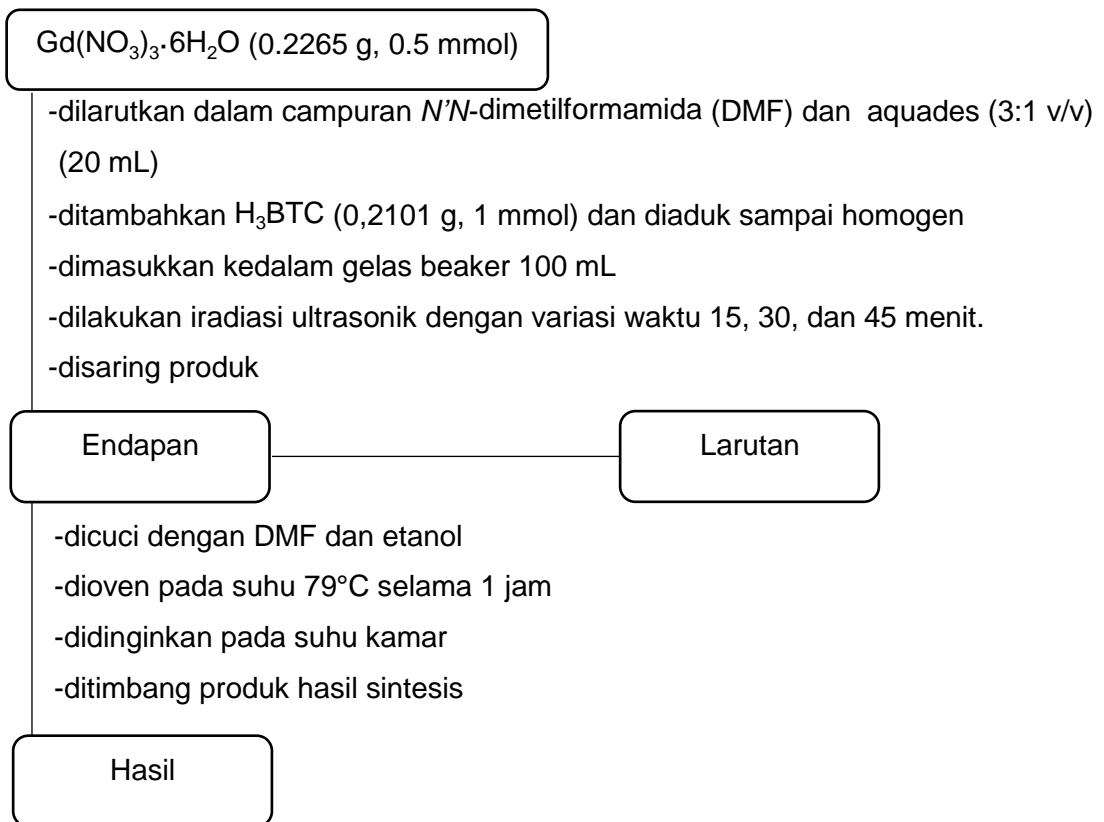 Gd(NO₃)₃·6H₂O (0.2265 g, 0.5 mmol)
-dilarutkan dalam campuran N’N-dimetilformamida (DMF) dan aquades (3:1 v/v)
(20 mL)
-ditambahkan H₃BTC (0,2101 g, 1 mmol) dan diaduk sampai homogen
-dimasukkan kedalam gelas beaker 100 mL
-dilakukan iradiasi ultrasonik dengan variasi waktu 15, 30, dan 45 menit.
-disaring produk
Endapan
Larutan
-dicuci dengan DMF dan etanol
-dioven pada suhu 79°C selama 1 jam
-didinginkan pada suhu kamar
-ditimbang produk hasil sintesis
Hasil